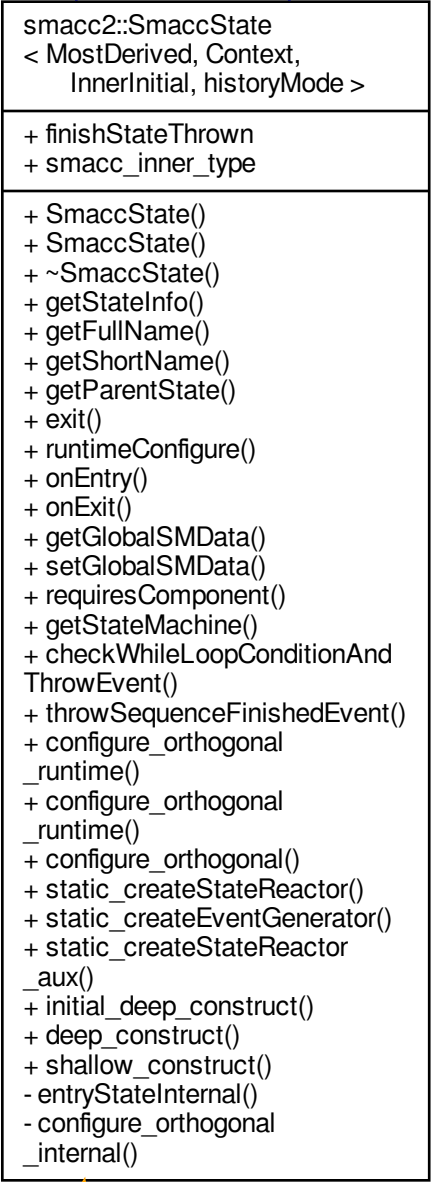 smacc2::SmaccState
< MostDerived, Context,
InnerInitial, historyMode >
+ finishStateThrown
+ smacc_inner_type
+ SmaccState()
+ SmaccState()
+ ~SmaccState()
+ getStateInfo()
+ getFullName()
+ getShortName()
+ getParentState()
+ exit()
+ runtimeConfigure()
+ onEntry()
+ onExit()
+ getGlobalSMData()
+ setGlobalSMData()
+ requiresComponent()
+ getStateMachine()
+ checkWhileLoopConditionAnd
ThrowEvent()
+ throwSequenceFinishedEvent()
+ configure_orthogonal
_runtime()
+ configure_orthogonal
_runtime()
+ configure_orthogonal()
+ static_createStateReactor()
+ static_createEventGenerator()
+ static_createStateReactor
_aux()
+ initial_deep_construct()
+ deep_construct()
+ shallow_construct()
- entryStateInternal()
- configure_orthogonal
_internal()